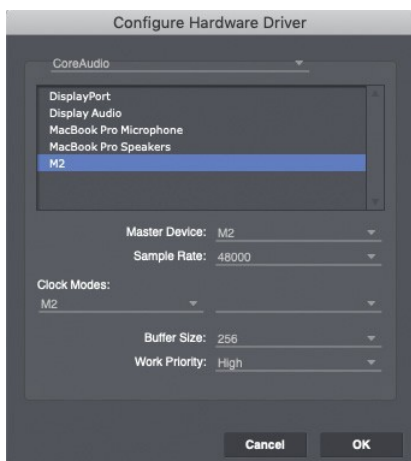 Configure Hardware Driver
CoreAudio
DisplayPort
Display Audio
MacBook Pro Microphone
MacBook Pro Speakers
M2
Master Device: M2
Sample Rate: 48000
Clock Modes:
M2
Buffer Size: 256
Work Priority: High
Cancel OK